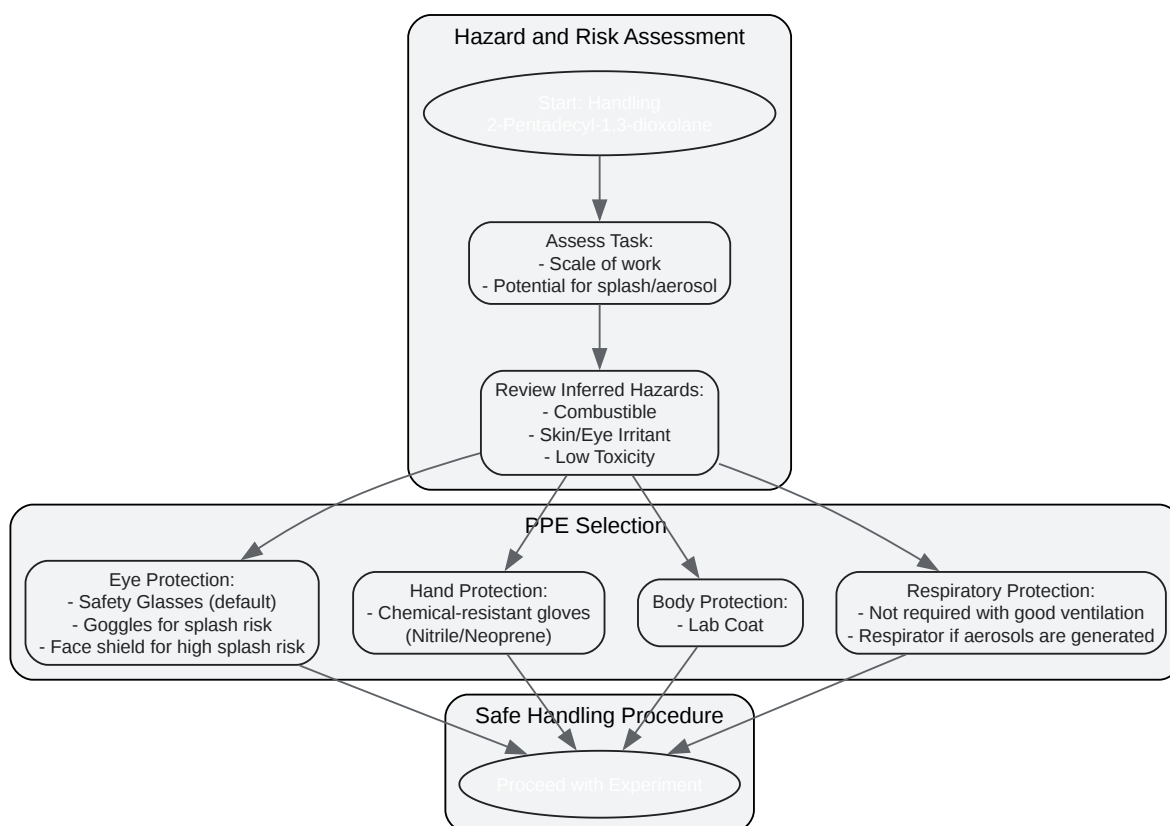 Hazard and Risk Assessment
Start: Handling
2-Pentadecyl-1,3-dioxolane
Assess Task:
- Scale of work
- Potential for splash/aerosol
Review Inferred Hazards:
- Combustible
- Skin/Eye Irritant
- Low Toxicity
PPE Selection
Eye Protection:
- Safety Glasses (default)
- Goggles for splash risk
- Face shield for high splash risk
Hand Protection:
- Chemical-resistant gloves
(Nitrile/Neoprene)
Body Protection:
- Lab Coat
Respiratory Protection:
- Not required with good ventilation
- Respirator if aerosols are generated
Safe Handling Procedure
Proceed with Experiment